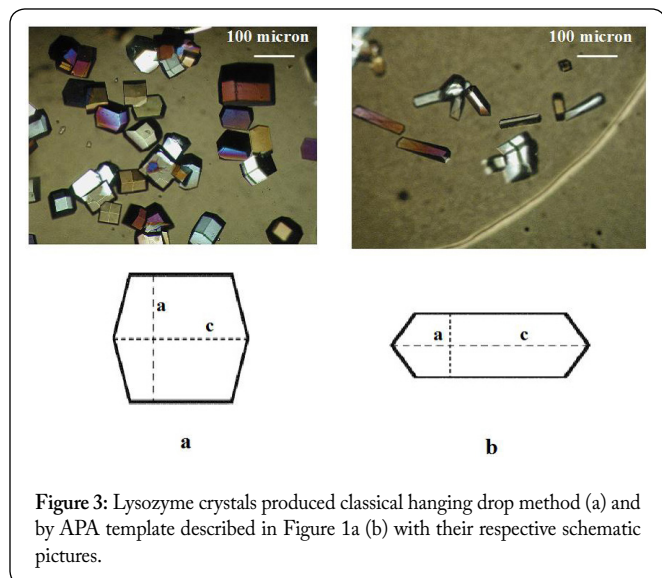 100 micron
100 micron
a
c
a
c
a
b
Figure 3: Lysozyme crystals produced classical hanging drop method (a) and
by APA template described in Figure 1a (b) with their respective schematic
pictures.